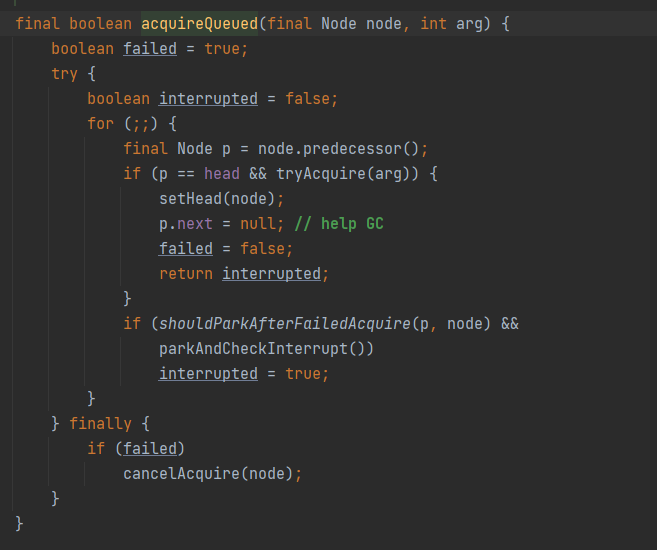 final boolean acquireQueued(final Node node, int arg) {
    boolean failed = true;
    try {
        boolean interrupted = false;
        for (;;) {
            final Node p = node.predecessor();
            if (p == head && tryAcquire(arg)) {
                setHead(node);
                p.next = null; // help GC
                failed = false;
                return interrupted;
            }
            if (shouldParkAfterFailedAcquire(p, node) &&
                parkAndCheckInterrupt())
                interrupted = true;
        }
    } finally {
        if (failed)
            cancelAcquire(node);
    }
}